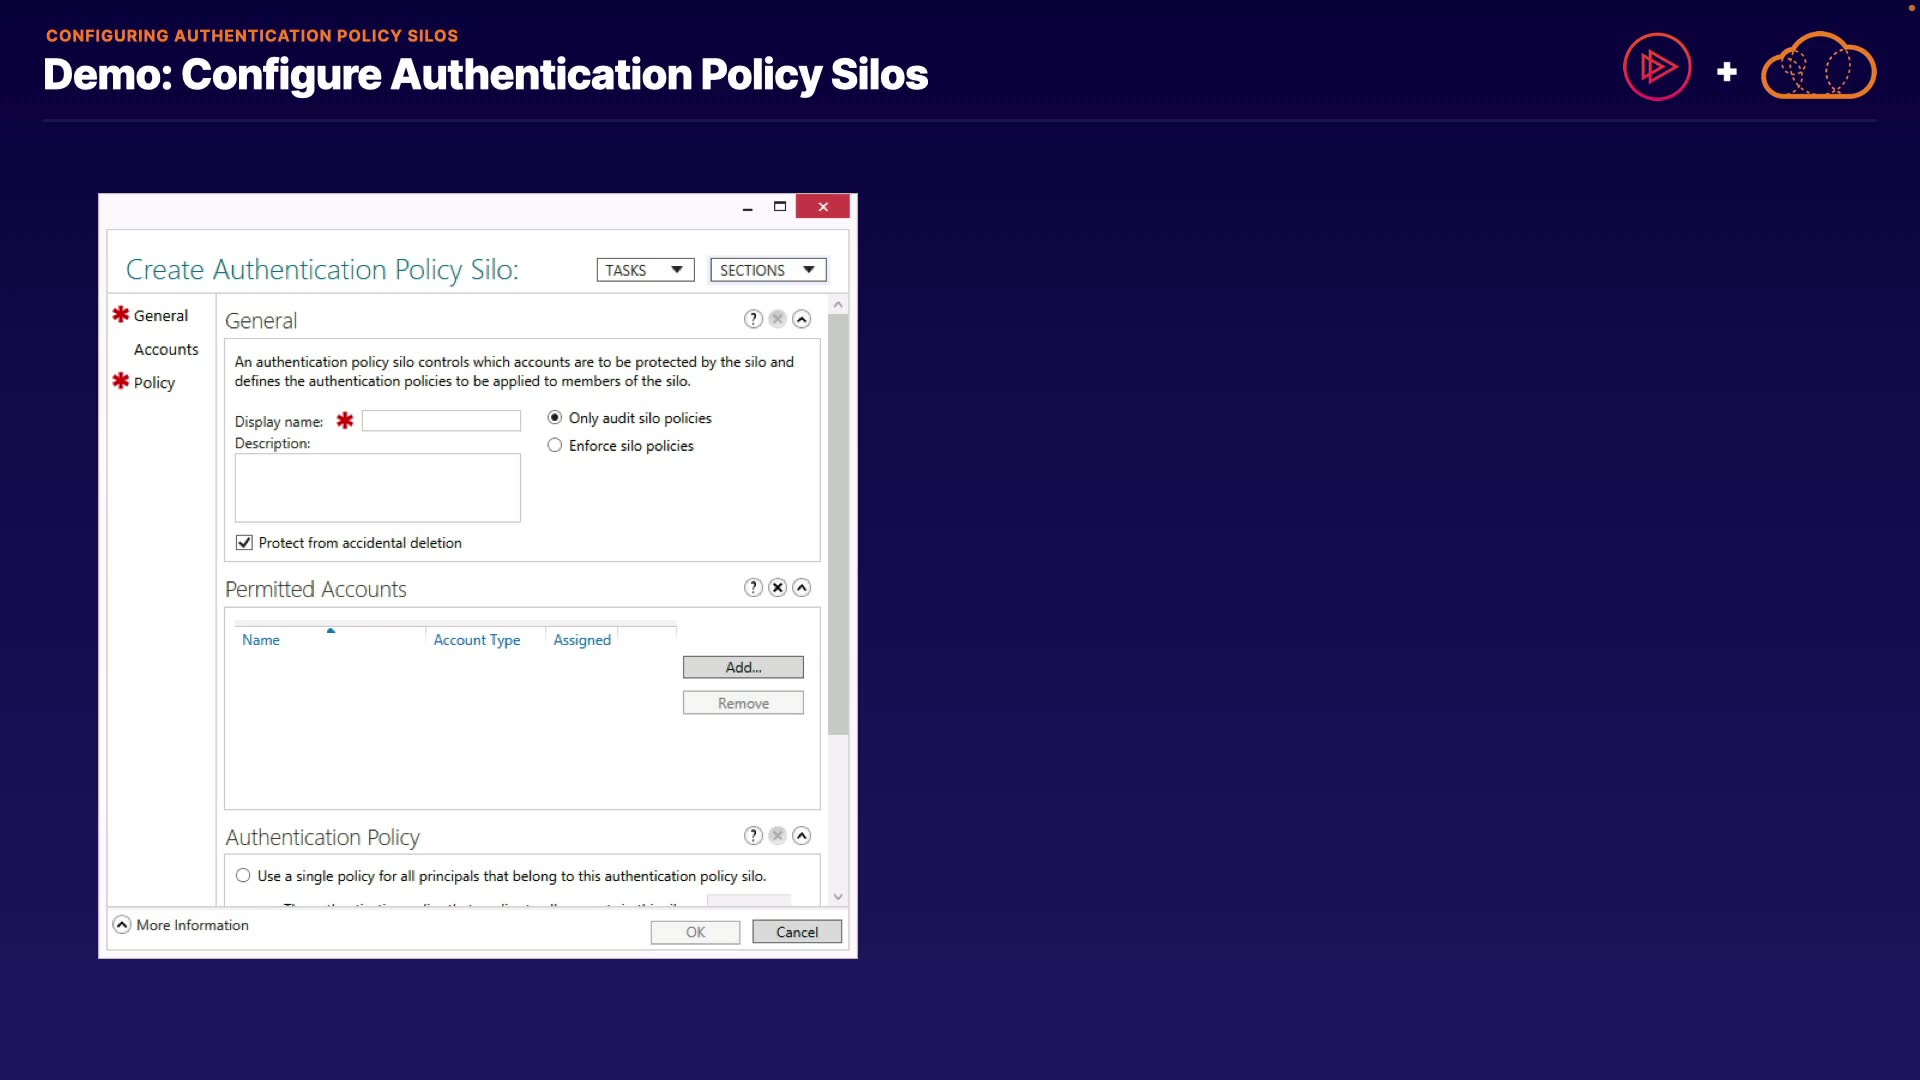 CONFIGURING AUTHENTICATION POLICY SILOS
Demo: Configure Authentication Policy Silos
Create Authentication Policy Silo:
TASKS
SECTIONS
General
Accounts
Policy
General
An authentication policy silo controls which accounts are to be protected by the silo and
defines the authentication policies to be applied to members of the silo.
Display name:
Only audit silo policies
Description:
Enforce silo policies
Protect from accidental deletion
Permitted Accounts
Name
Account Type
Assigned
Add...
Remove
Authentication Policy
Use a single policy for all principals that belong to this authentication policy silo.
More Information
OK
Cancel